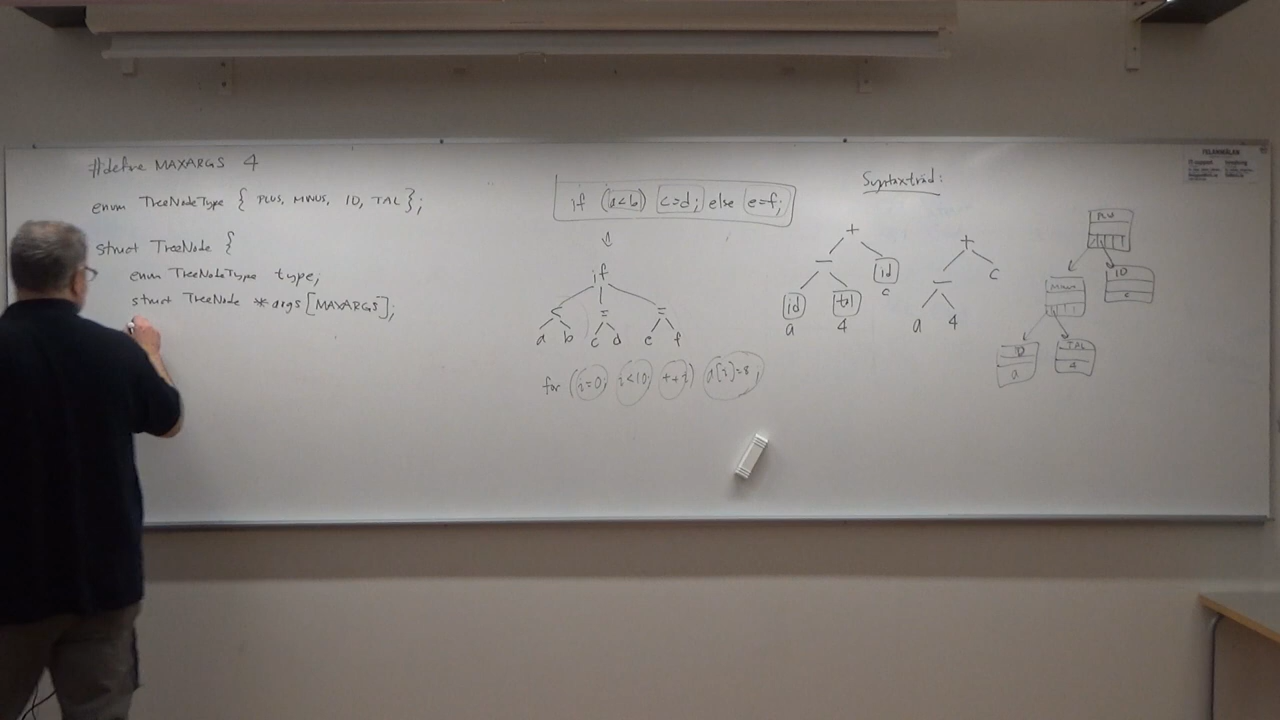 #define MAXARGS 4
enum TreeNodeType { PLUS, MINUS, ID, TAL };
struct TreeNode {
enum TreeNodeType type;
struct TreeNode *args[MAXARGS];
if (a<b) c=d; else e=f;
if
< = =
a b c d e f
for (i=0; i<10; ++i) a[i]=8;
Syntaxträd:
+
− id
c
id tal
a 4
+
− c
a 4
MINUS ID
c
ID TAL
a 4